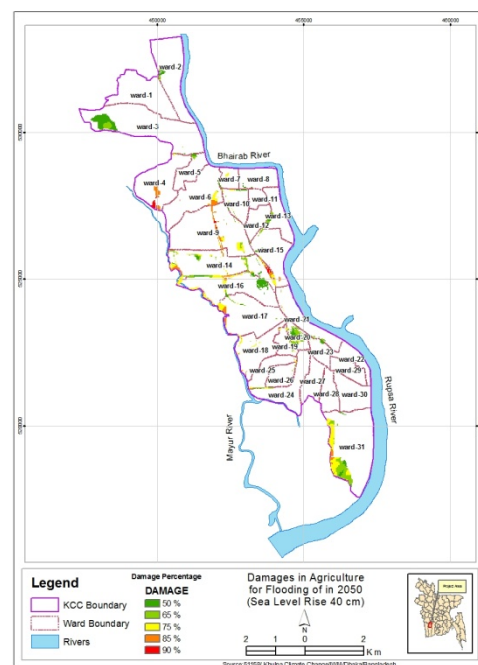 450000
455000
460000
ward-2
ward-1
ward-3
Bhairab River
ward-5
ward-7
ward-8
ward-4
ward-6
ward-10
ward-11
ward-13
ward-12
ward-9
ward-15
ward-14
ward-16
ward-17
ward-21
ward-20
ward-19
ward-18
ward-23
ward-22
ward-25
ward-29
ward-26
ward-27
ward-24
ward-28
ward-30
Rupsa River
Mayur River
ward-31
Legend
KCC Boundary
Ward Boundary
Rivers
Damage Percentage
DAMAGE
50 %
65 %
75 %
85 %
90 %
Damages in Agriculture
for Flooding of in 2050
(Sea Level Rise 40 cm)
N
2 1 0 2
Km
Project Area